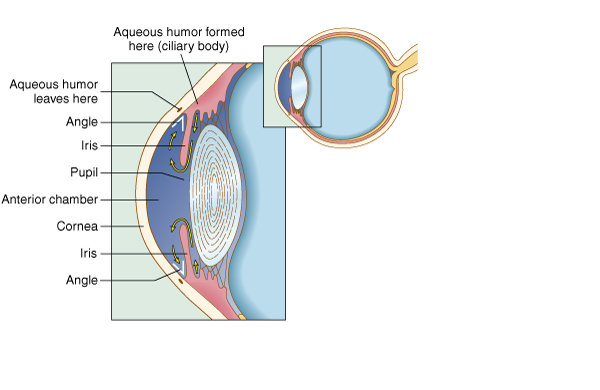 Aqueous humor formed
here (ciliary body)
Aqueous humor
leaves here
Angle
Iris
Pupil
Anterior chamber
Cornea
Iris
Angle